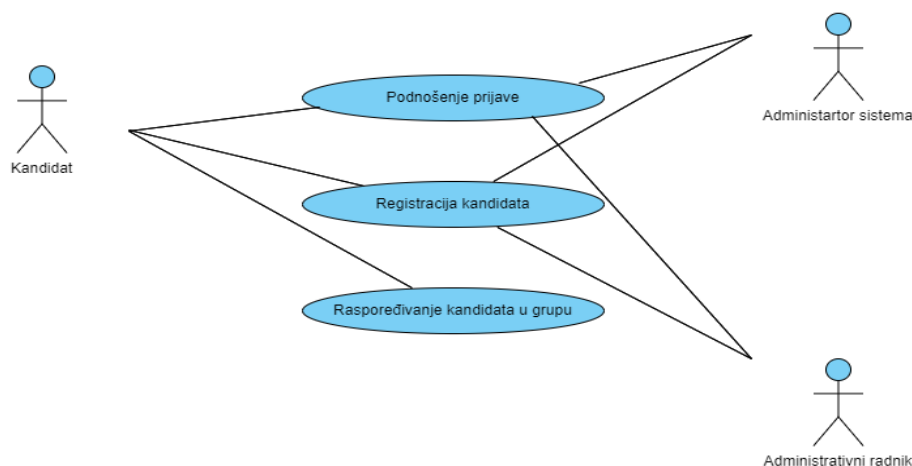 Podnošenje prijave
Administartor sistema
Kandidat
Registracija kandidata
Raspoređivanje kandidata u grupu
Administrativni radnik